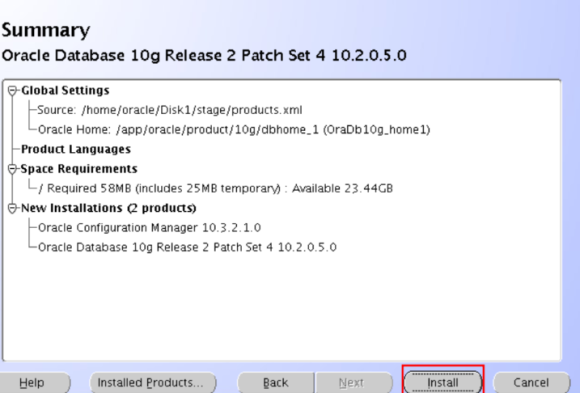 Summary
Oracle Database 10g Release 2 Patch Set 4 10.2.0.5.0
Global Settings
Source: /home/oracle/Disk1/stage/products.xml
Oracle Home: /app/oracle/product/10g/dbhome_1 (OraDb10g_home1)
Product Languages
Space Requirements
/ Required 58MB (includes 25MB temporary) : Available 23.44GB
New Installations (2 products)
Oracle Configuration Manager 10.3.2.1.0
Oracle Database 10g Release 2 Patch Set 4 10.2.0.5.0
Help Installed Products... Back Next Install Cancel